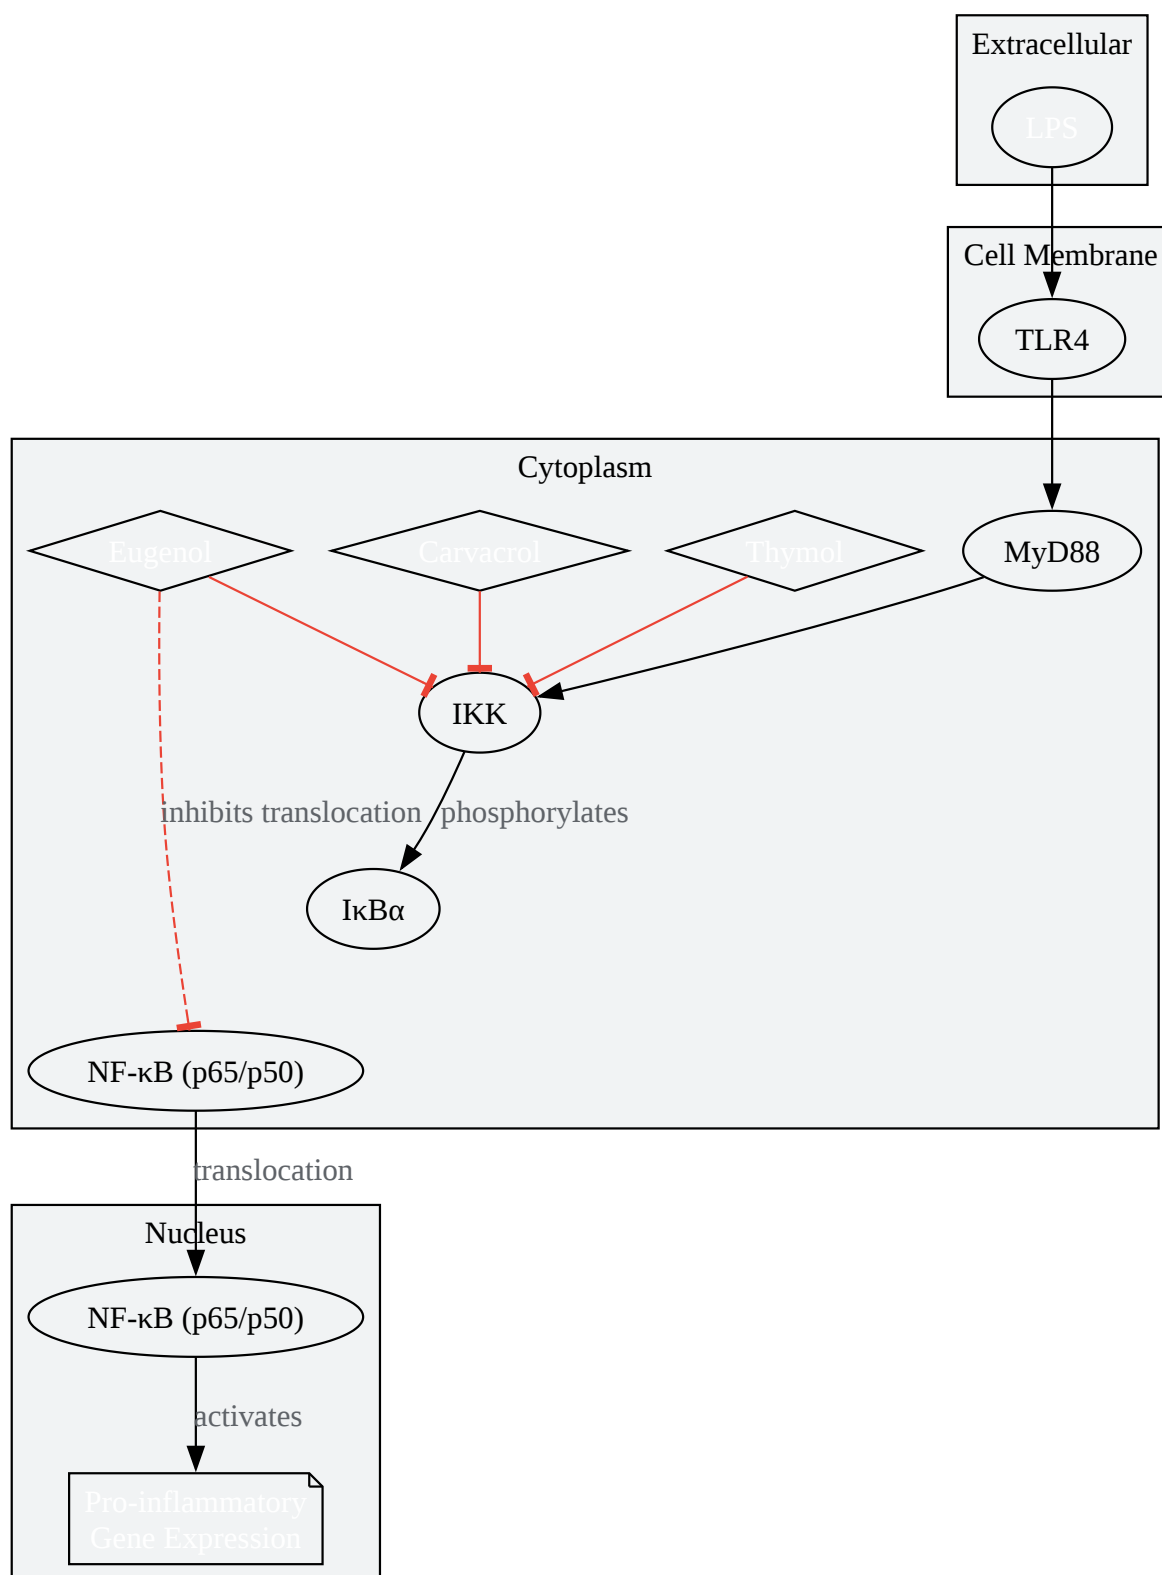 Extracellular
LPS
Cell Membrane
TLR4
Cytoplasm
Eugenol
Carvacrol
Thymol
MyD88
IKK
inhibits translocation
phosphorylates
IκBα
NF-κB (p65/p50)
translocation
Nucleus
NF-κB (p65/p50)
activates
Pro-inflammatory
Gene Expression